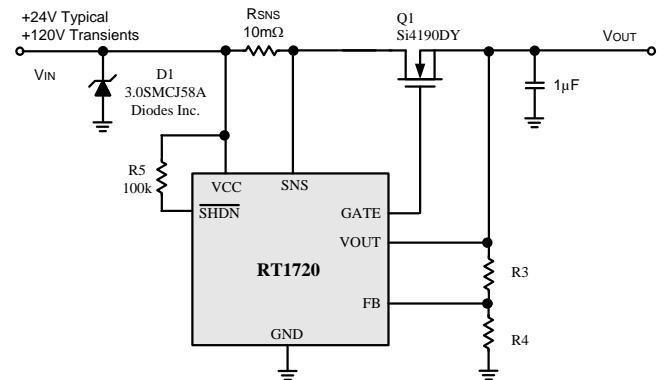 +24V Typical
+120V Transients
RSNS
10mΩ
Q1
Si4190DY
VOUT
VIN
D1
3.0SMCJ58A
Diodes Inc.
1µF
R5
100k
VCC
SNS
SHDN
GATE
VOUT
RT1720
R3
FB
R4
GND